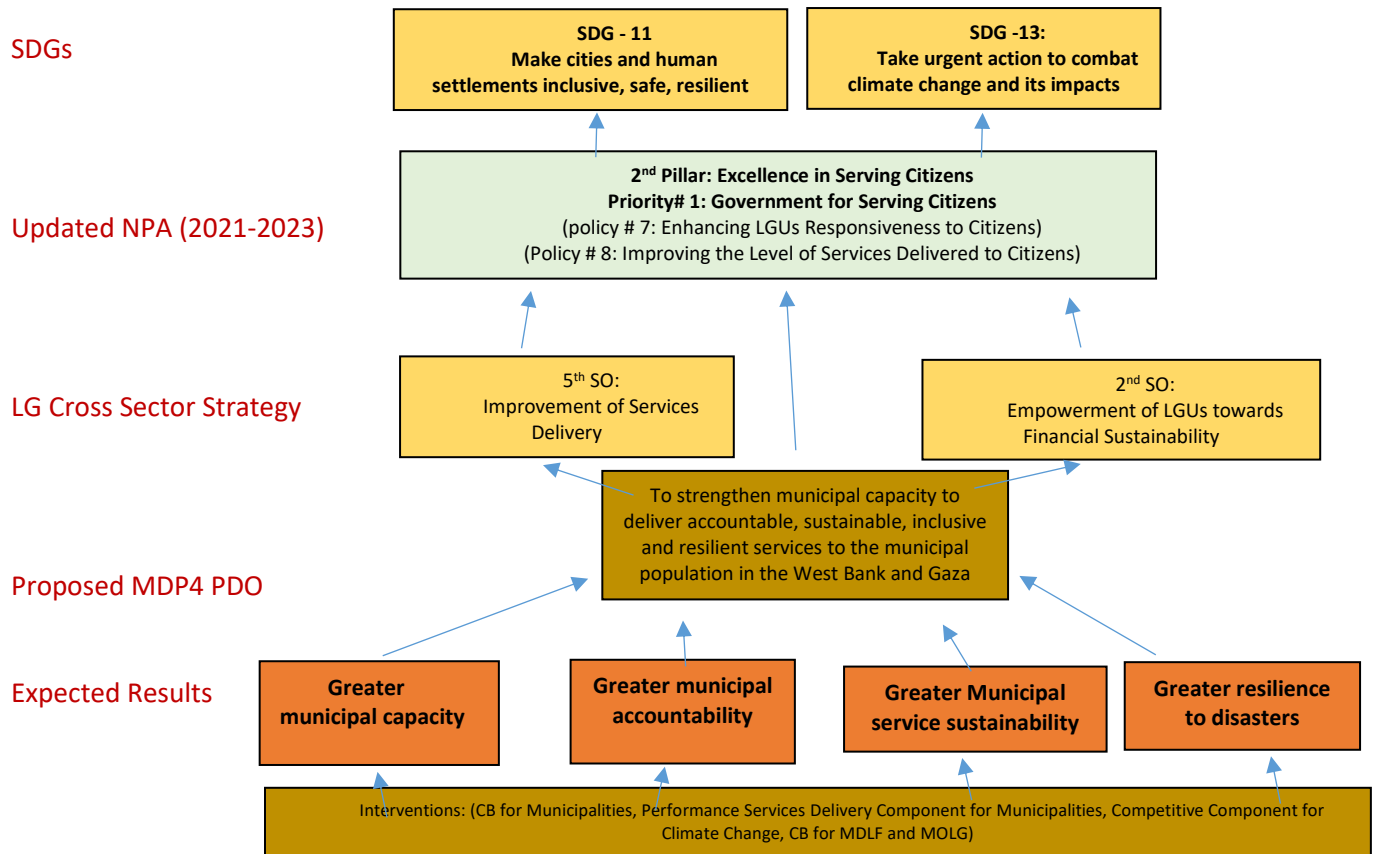 SDGs
SDG - 11
Make cities and human
settlements inclusive, safe, resilient
SDG -13:
Take urgent action to combat
climate change and its impacts
Updated NPA (2021-2023)
2nd Pillar: Excellence in Serving Citizens
Priority# 1: Government for Serving Citizens
(policy # 7: Enhancing LGUs Responsiveness to Citizens)
(Policy # 8: Improving the Level of Services Delivered to Citizens)
LG Cross Sector Strategy
5th SO:
Improvement of Services
Delivery
2nd SO:
Empowerment of LGUs towards
Financial Sustainability
Proposed MDP4 PDO
To strengthen municipal capacity to
deliver accountable, sustainable, inclusive
and resilient services to the municipal
population in the West Bank and Gaza
Expected Results
Greater
municipal capacity
Greater municipal
accountability
Greater Municipal
service sustainability
Greater resilience
to disasters
Interventions: (CB for Municipalities, Performance Services Delivery Component for Municipalities, Competitive Component for
Climate Change, CB for MDLF and MOLG)